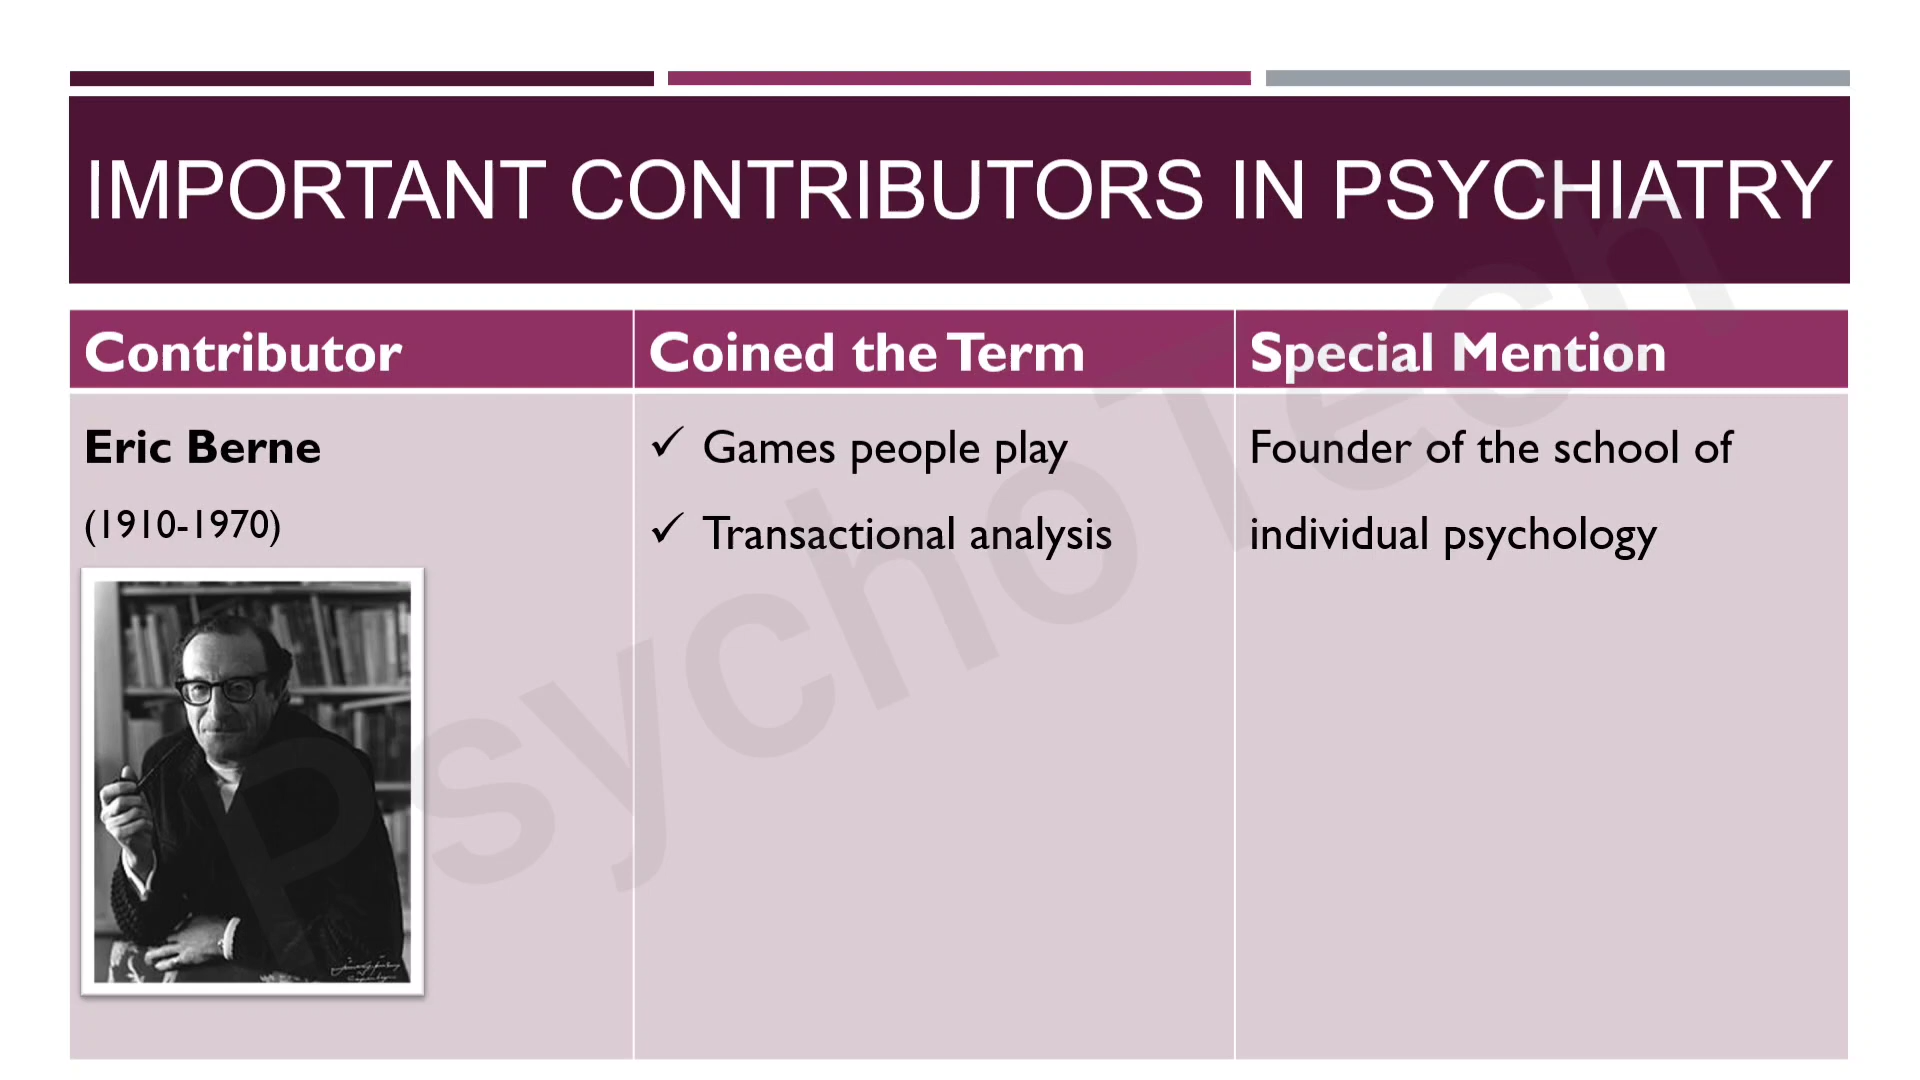 IMPORTANT CONTRIBUTORS IN PSYCHIATRY
Contributor
Coined the Term
Special Mention
Eric Berne
(1910-1970)
✓ Games people play
✓ Transactional analysis
Founder of the school of
individual psychology
PsychoTech